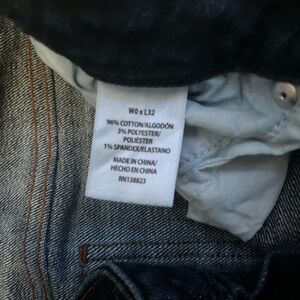 W0 x L32
96% COTTON/ALGODÓN
3% POLYESTER/
POLIÉSTER
1% SPANDEX/ELASTANO
MADE IN CHINA/
HECHO EN CHINA
RN138823